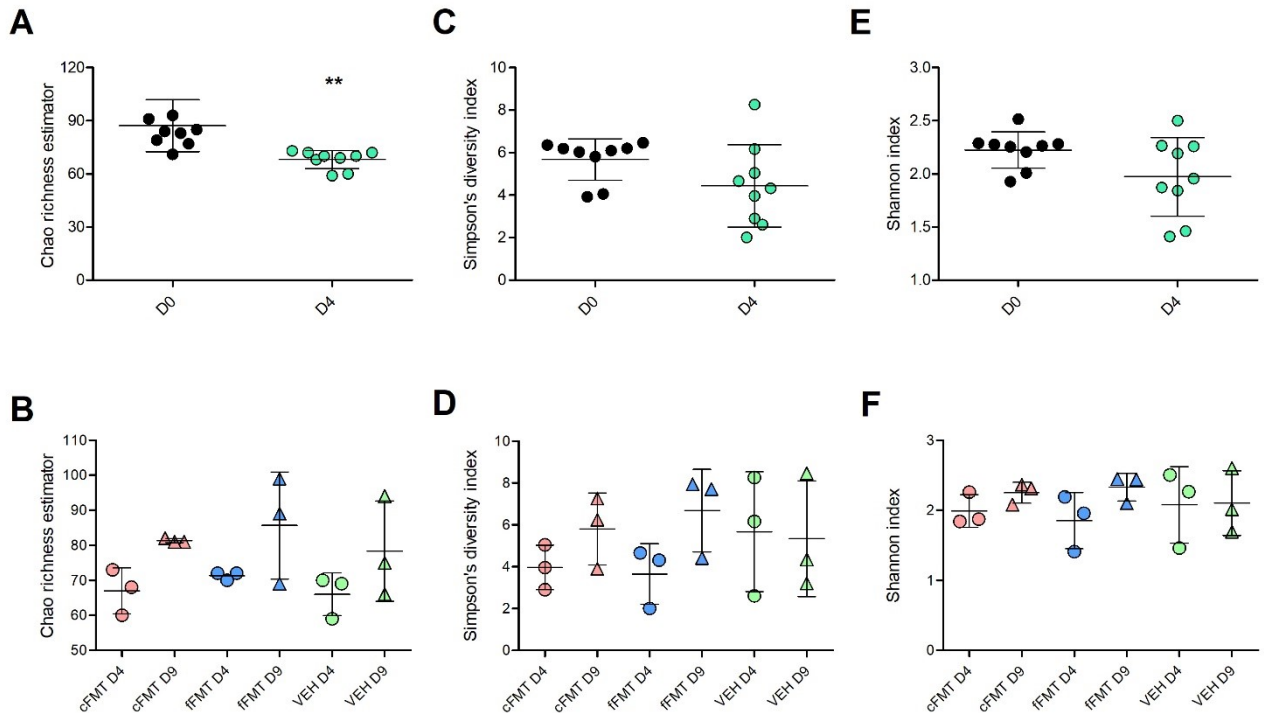 A
Chao richness estimator
120
90
60
30
0
**
D0
D4
C
Simpson's diversity index
10
8
6
4
2
0
D0
D4
E
Shannon index
3.0
2.5
2.0
1.5
1.0
D0
D4
B
Chao richness estimator
110
100
90
80
70
60
50
cFMT D4
cFMT D9
fFMT D4
fFMT D9
VEH D4
VEH D9
D
Simpson's diversity index
10
8
6
4
2
0
cFMT D4
cFMT D9
fFMT D4
fFMT D9
VEH D4
VEH D9
F
Shannon index
3
2
1
0
cFMT D4
cFMT D9
fFMT D4
fFMT D9
VEH D4
VEH D9